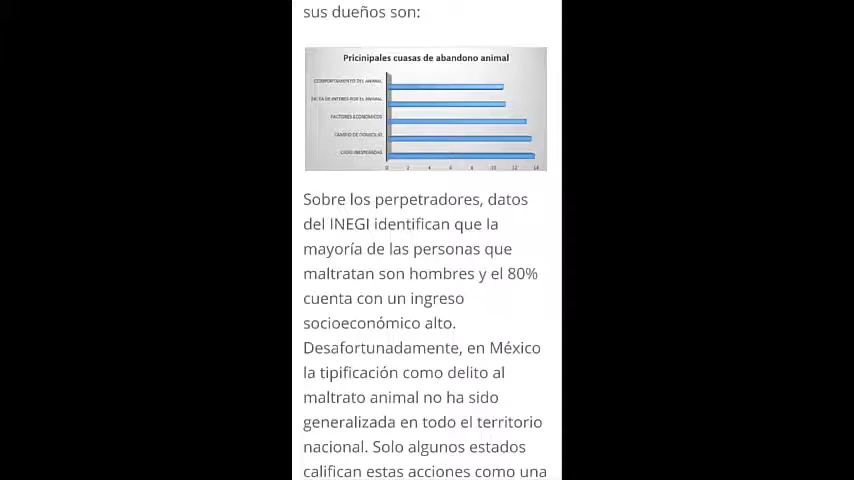 sus dueños son:
Pricinipales cuasas de abandono animal
COMPORTAMIENTO DEL ANIMAL
FALTA DE INTERES POR EL ANIMAL
FACTORES ECONOMICOS
CAMBIO DE DOMICILIO
0 2 4 6 8 10 12 14
Sobre los perpetradores, datos
del INEGI identifican que la
mayoría de las personas que
maltratan son hombres y el 80%
cuenta con un ingreso
socioeconómico alto.
Desafortunadamente, en México
la tipificación como delito al
maltrato animal no ha sido
generalizada en todo el territorio
nacional. Solo algunos estados
califican estas acciones como una